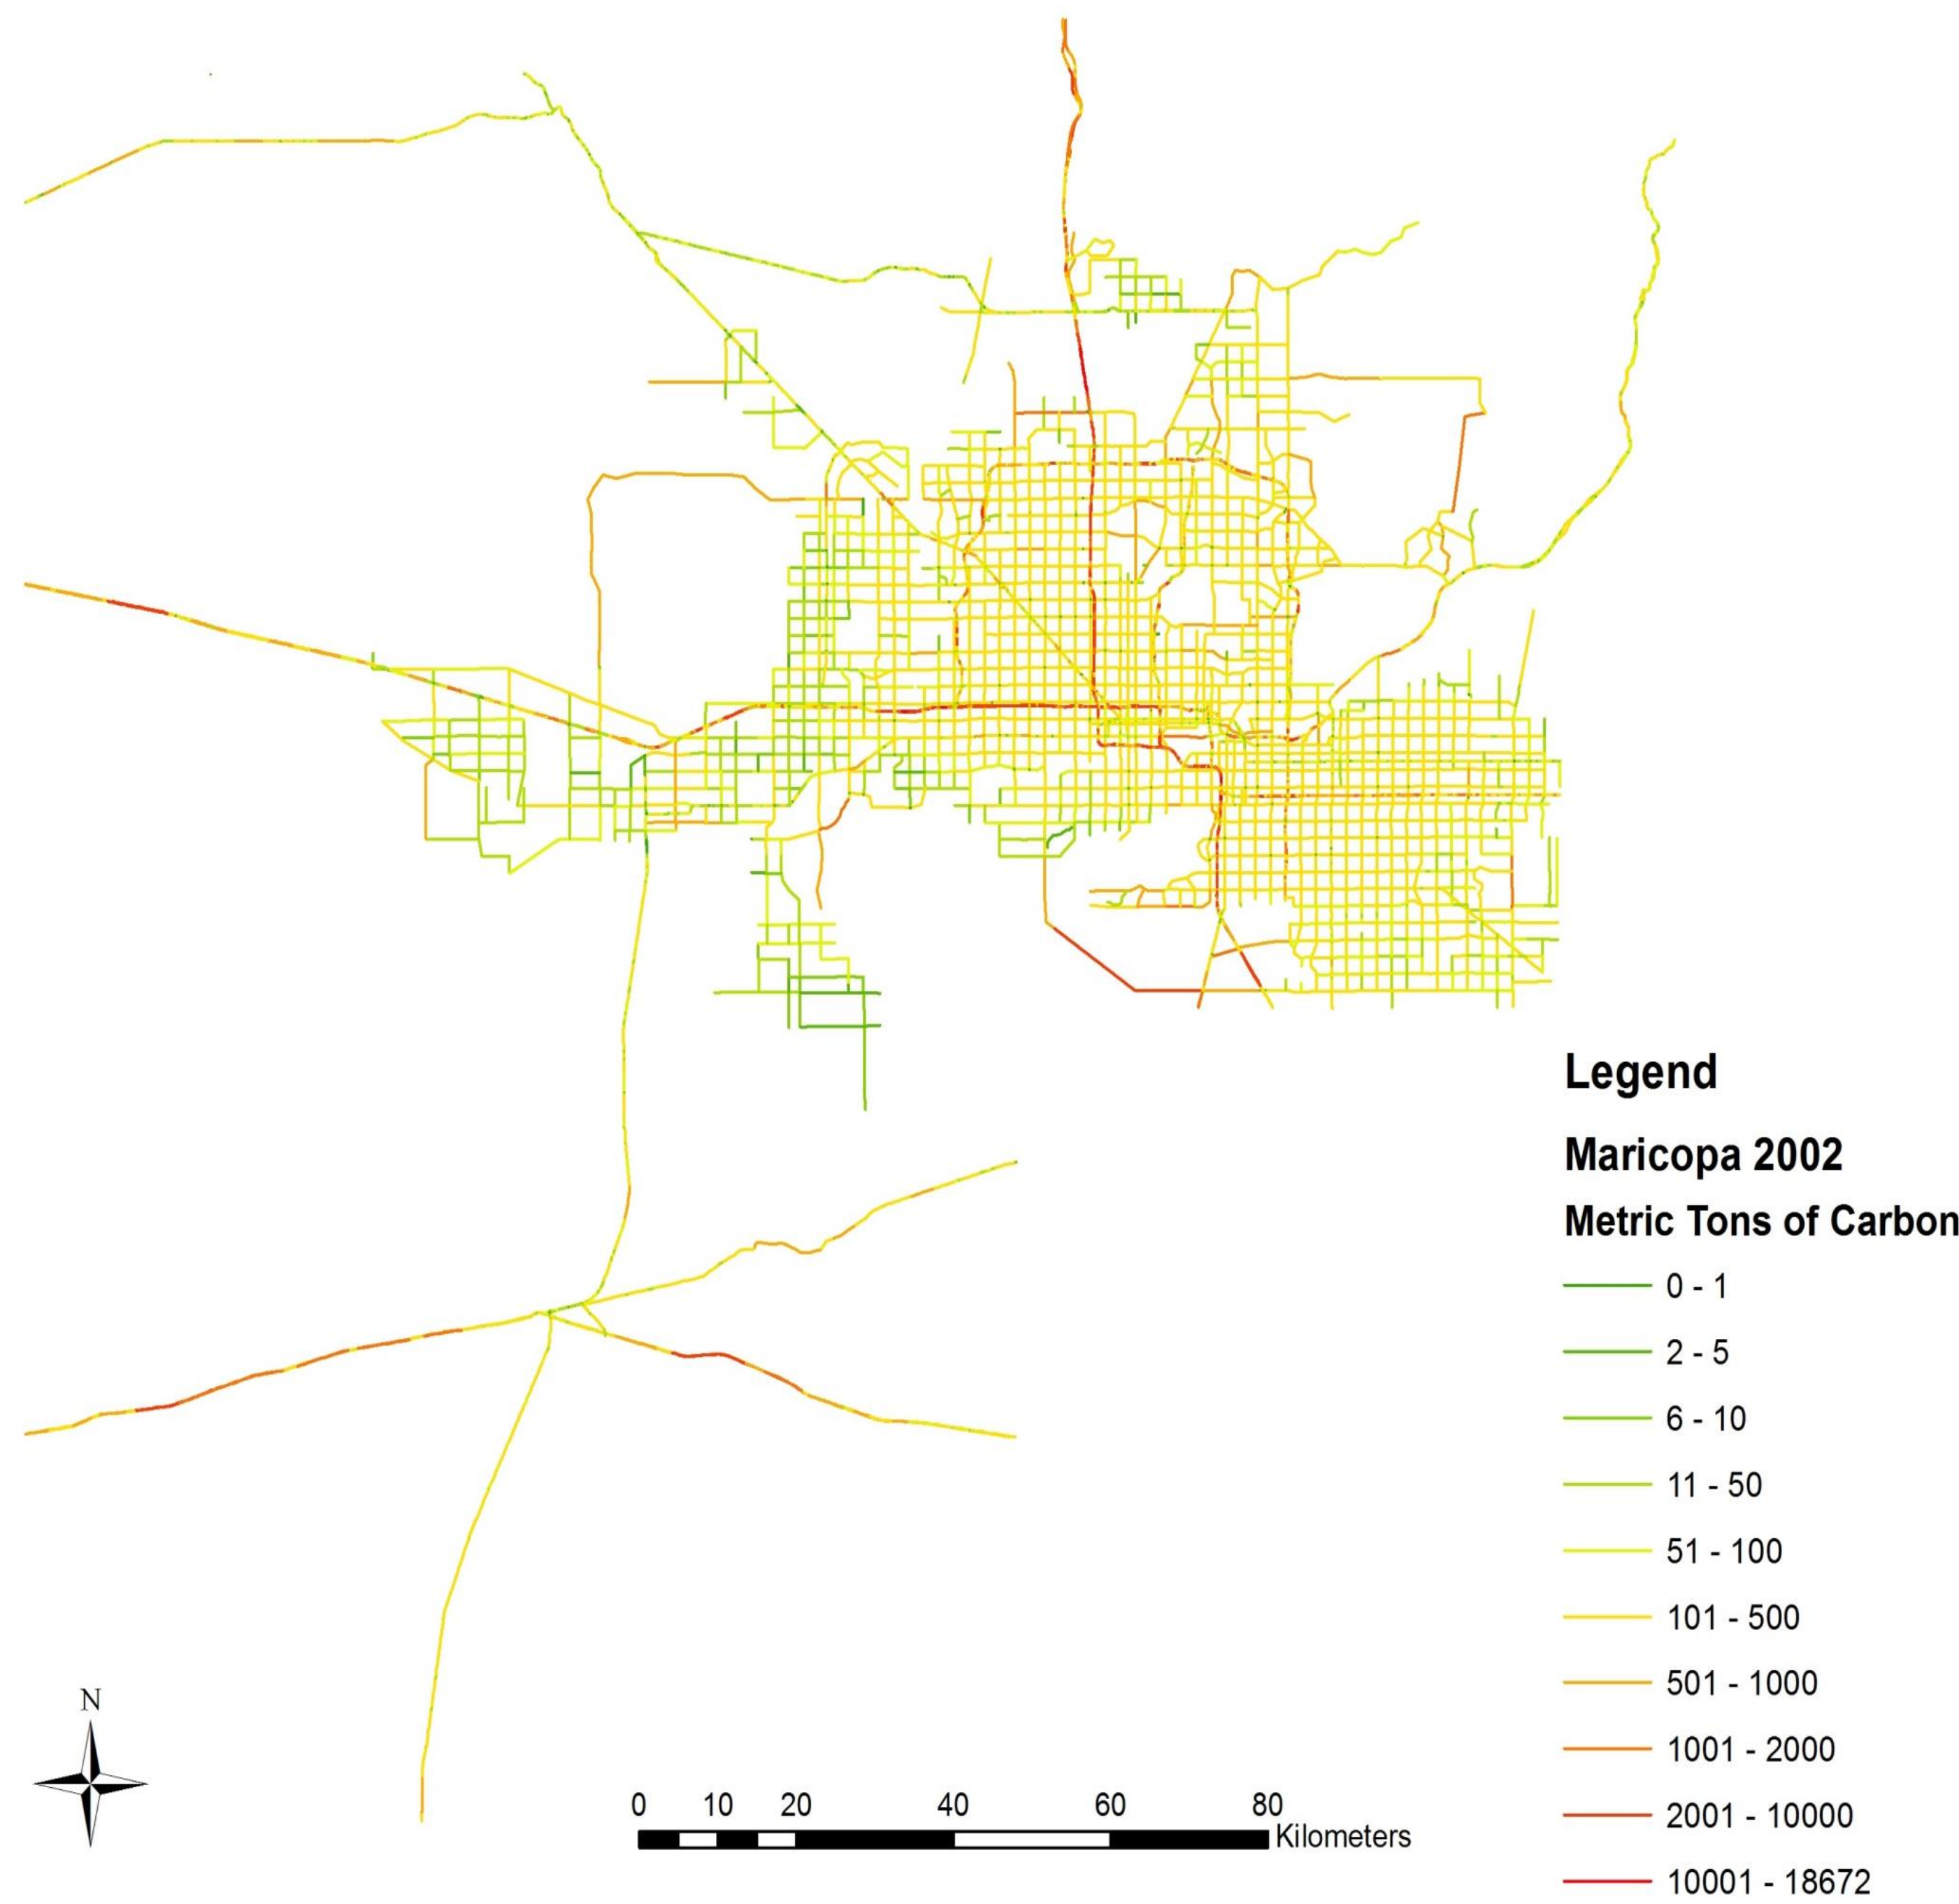 Legend
Maricopa 2002
Metric Tons of Carbon
0 - 1
2 - 5
6 - 10
11 - 50
51 - 100
101 - 500
501 - 1000
1001 - 2000
2001 - 10000
10001 - 18672
N
0 10 20 40 60 80
Kilometers